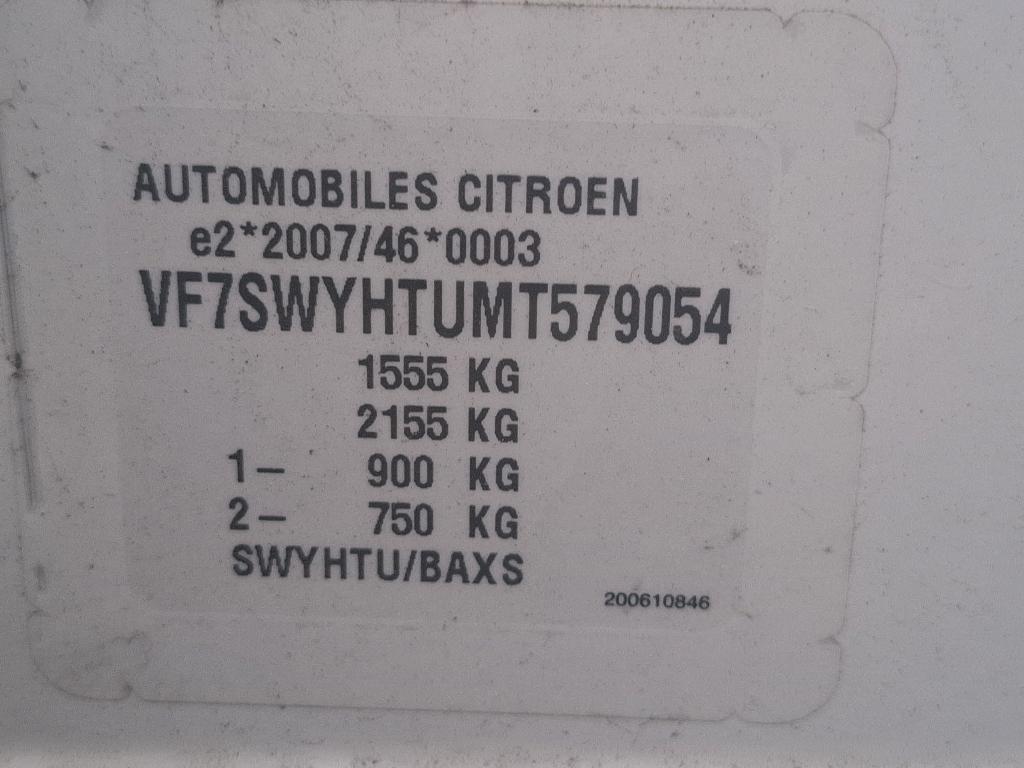 AUTOMOBILES CITROEN
e2*2007/46*0003
VF7SWYHTUMT579054
1555 KG
2155 KG
1- 900 KG
2- 750 KG
SWYHTU/BAXS
200610846